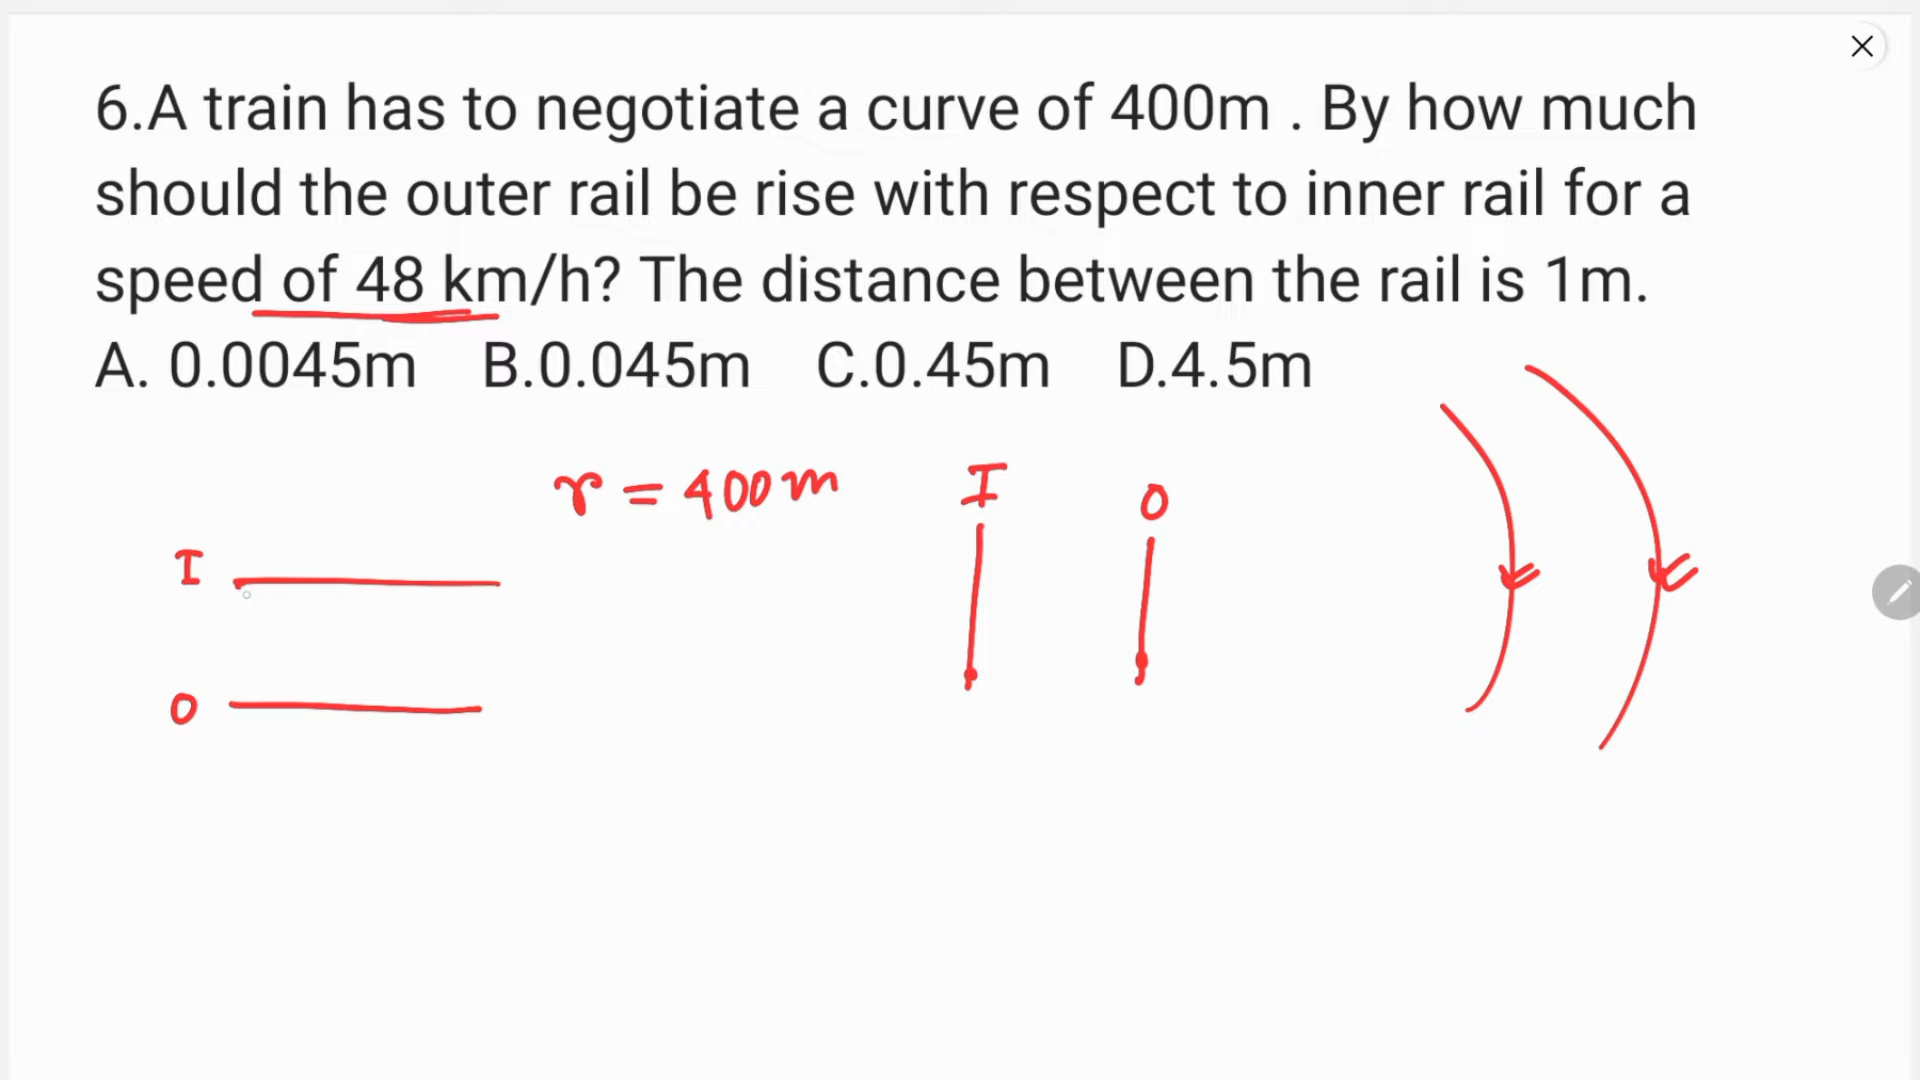 6.A train has to negotiate a curve of 400m . By how much
should the outer rail be rise with respect to inner rail for a
speed of 48 km/h? The distance between the rail is 1m.
A. 0.0045m B.0.045m C.0.45m D.4.5m
r = 400m
I
O
I
O